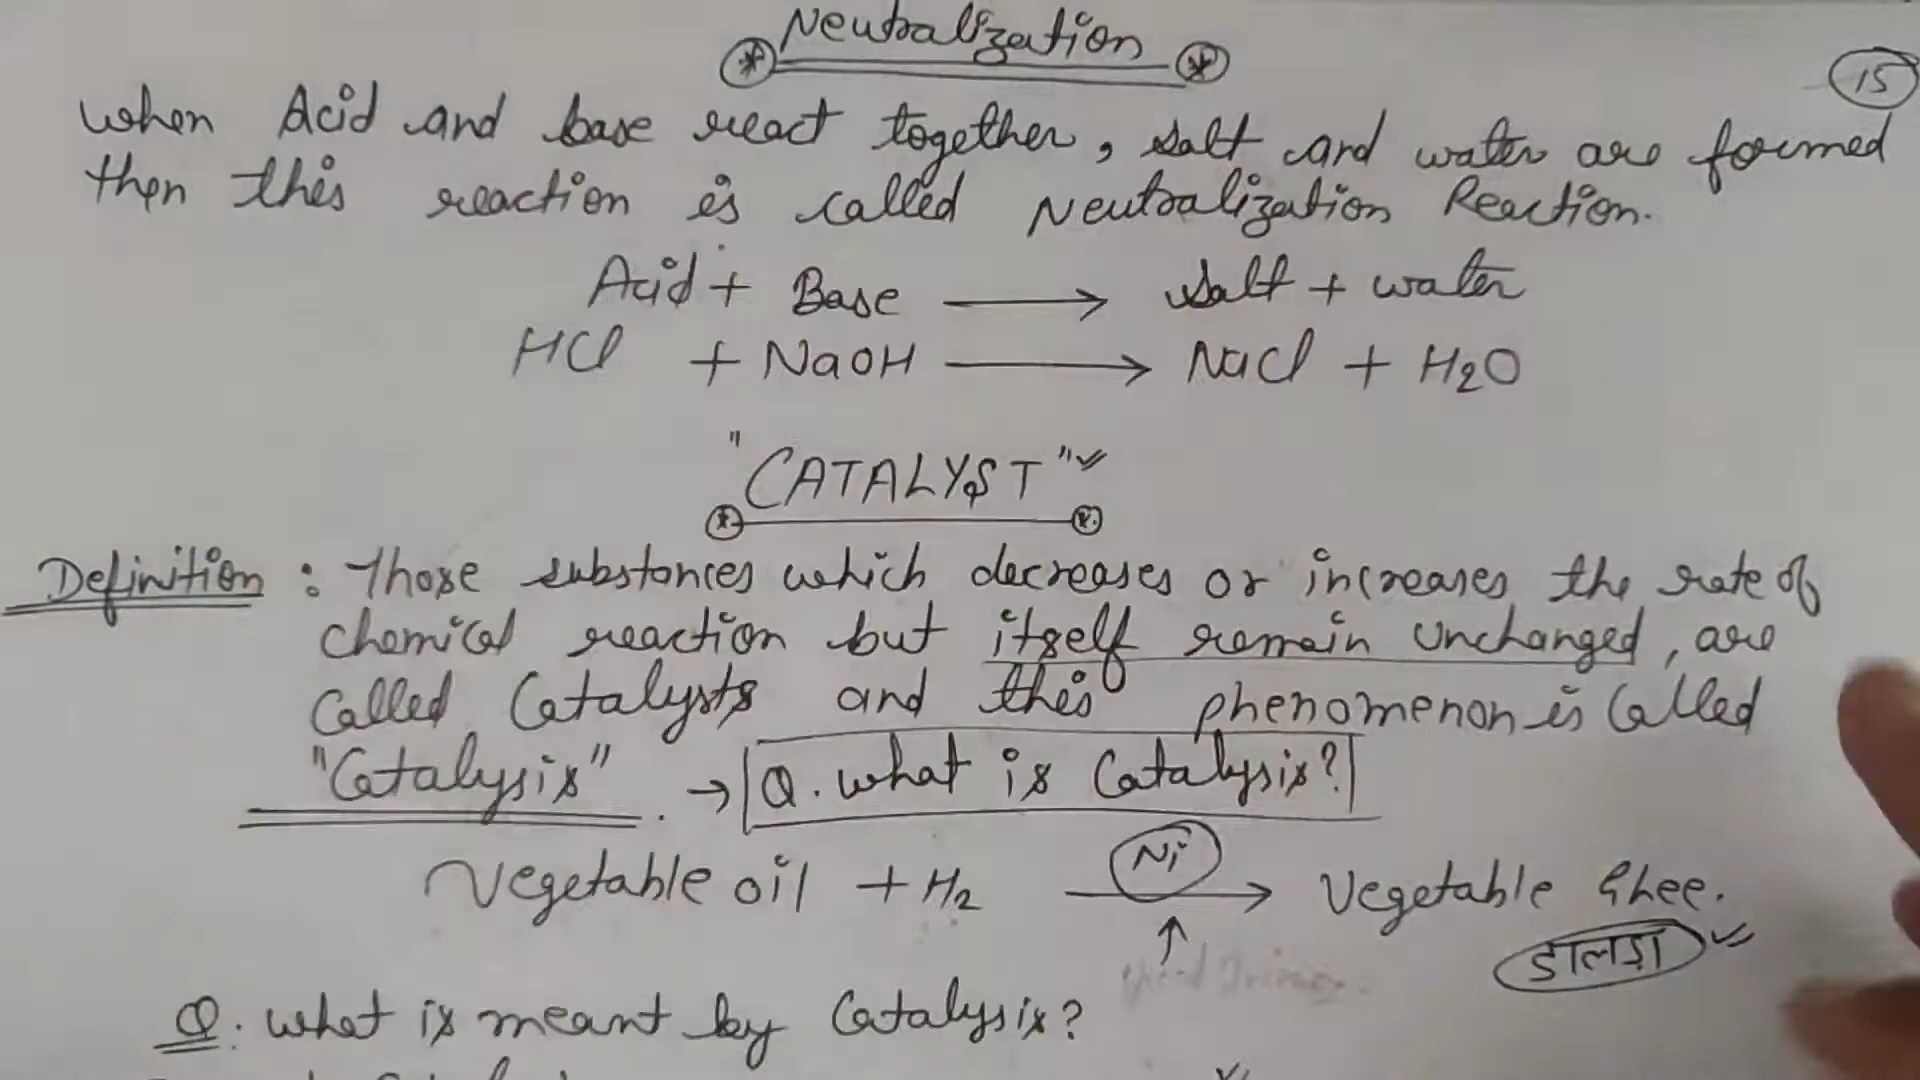 Neutralization
15
when Acid and base react together, salt and water are formed
then this reaction is called Neutralization Reaction.
Acid + Base → Salt + water
HCl + NaOH → NaCl + H2O
"CATALYST"
Definition : Those substances which decreases or increases the rate of
chemical reaction but itself remain unchanged, are
called Catalysts and this phenomenon is called
"Catalysis". → Q. what is Catalysis?
Ni
Vegetable oil + H2 → Vegetable Ghee.
डालडा
Q. what is meant by Catalysis?